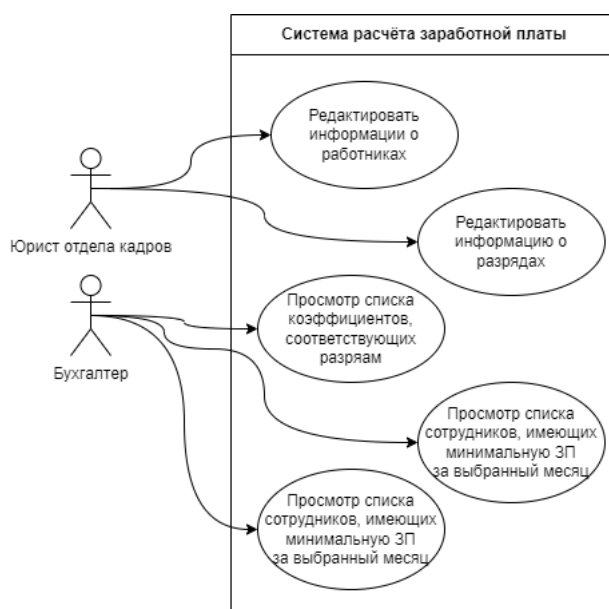 Система расчёта заработной платы
Редактировать
информации о
работниках
Юрист отдела кадров
Редактировать
информацию о
разрядах
Просмотр списка
коэффициентов,
соответствующих
разряам
Бухгалтер
Просмотр списка
сотрудников, имеющих
минимальную ЗП
за выбранный месяц
Просмотр списка
сотрудников, имеющих
минимальную ЗП
за выбранный месяц